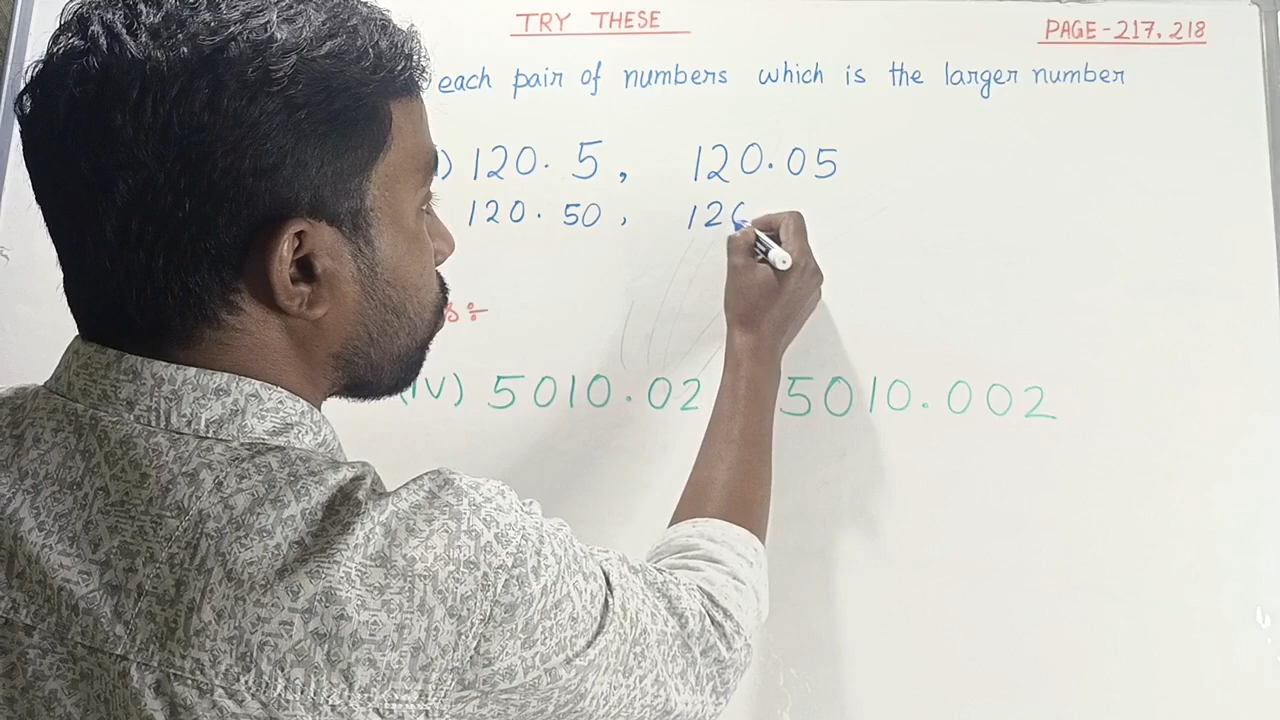 TRY THESE
PAGE-217,218
each pair of numbers which is the larger number
) 120.5, 120.05
120.50, 120
s÷
(IV) 5010.02 5010.002